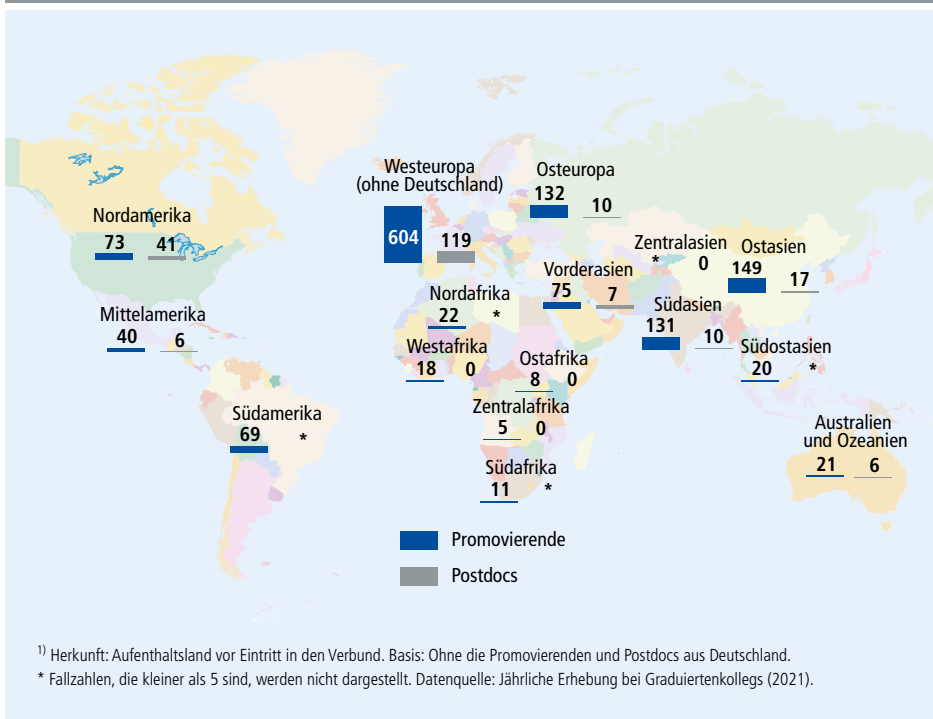 Westeuropa
(ohne Deutschland)
604 119
Osteuropa
132 10
Nordamerika
73 41
Zentralasien
* 0
Ostasien
149 17
Vorderasien
75 7
Nordafrika
22 *
Südasien
131 10
Mittelamerika
40 6
Westafrika
18 0
Ostafrika
8 0
Südostasien
20 *
Zentralafrika
5 0
Südamerika
69 *
Australien
und Ozeanien
21 6
Südafrika
11 *
Promovierende
Postdocs
1) Herkunft: Aufenthaltsland vor Eintritt in den Verbund. Basis: Ohne die Promovierenden und Postdocs aus Deutschland.
* Fallzahlen, die kleiner als 5 sind, werden nicht dargestellt. Datenquelle: Jährliche Erhebung bei Graduiertenkollegs (2021).